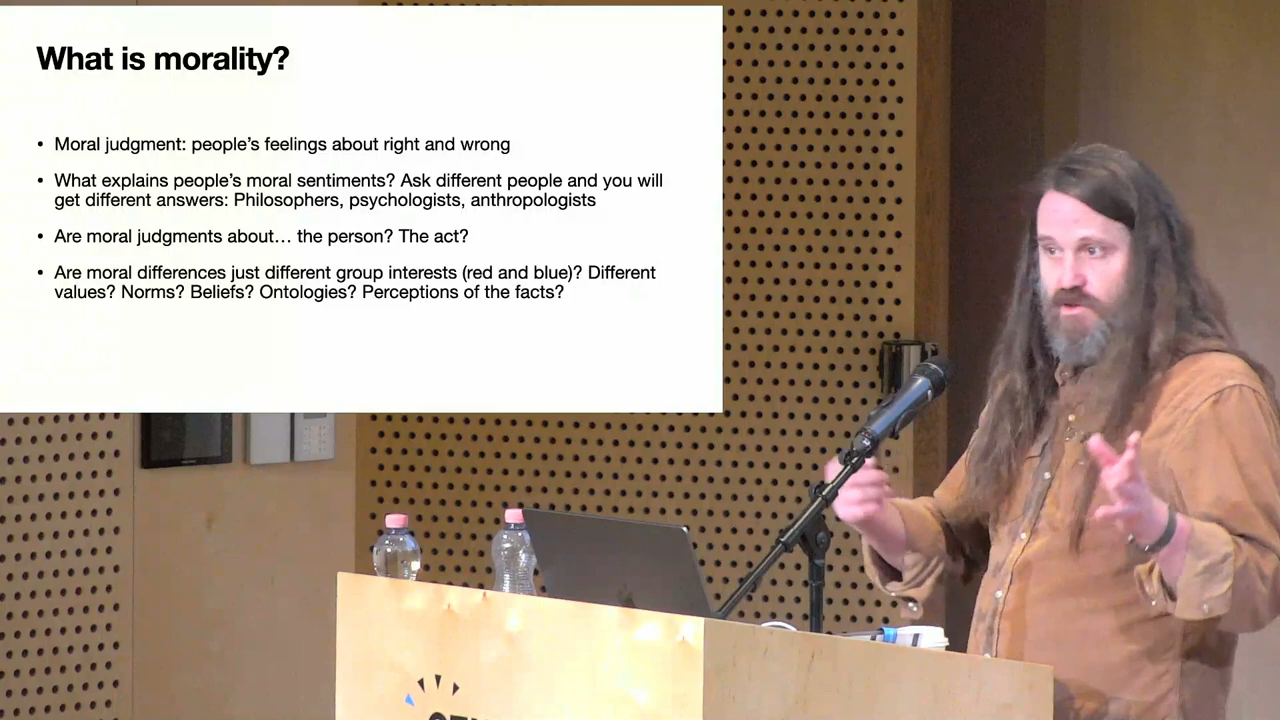 What is morality?
• Moral judgment: people's feelings about right and wrong
• What explains people's moral sentiments? Ask different people and you will
get different answers: Philosophers, psychologists, anthropologists
• Are moral judgments about… the person? The act?
• Are moral differences just different group interests (red and blue)? Different
values? Norms? Beliefs? Ontologies? Perceptions of the facts?